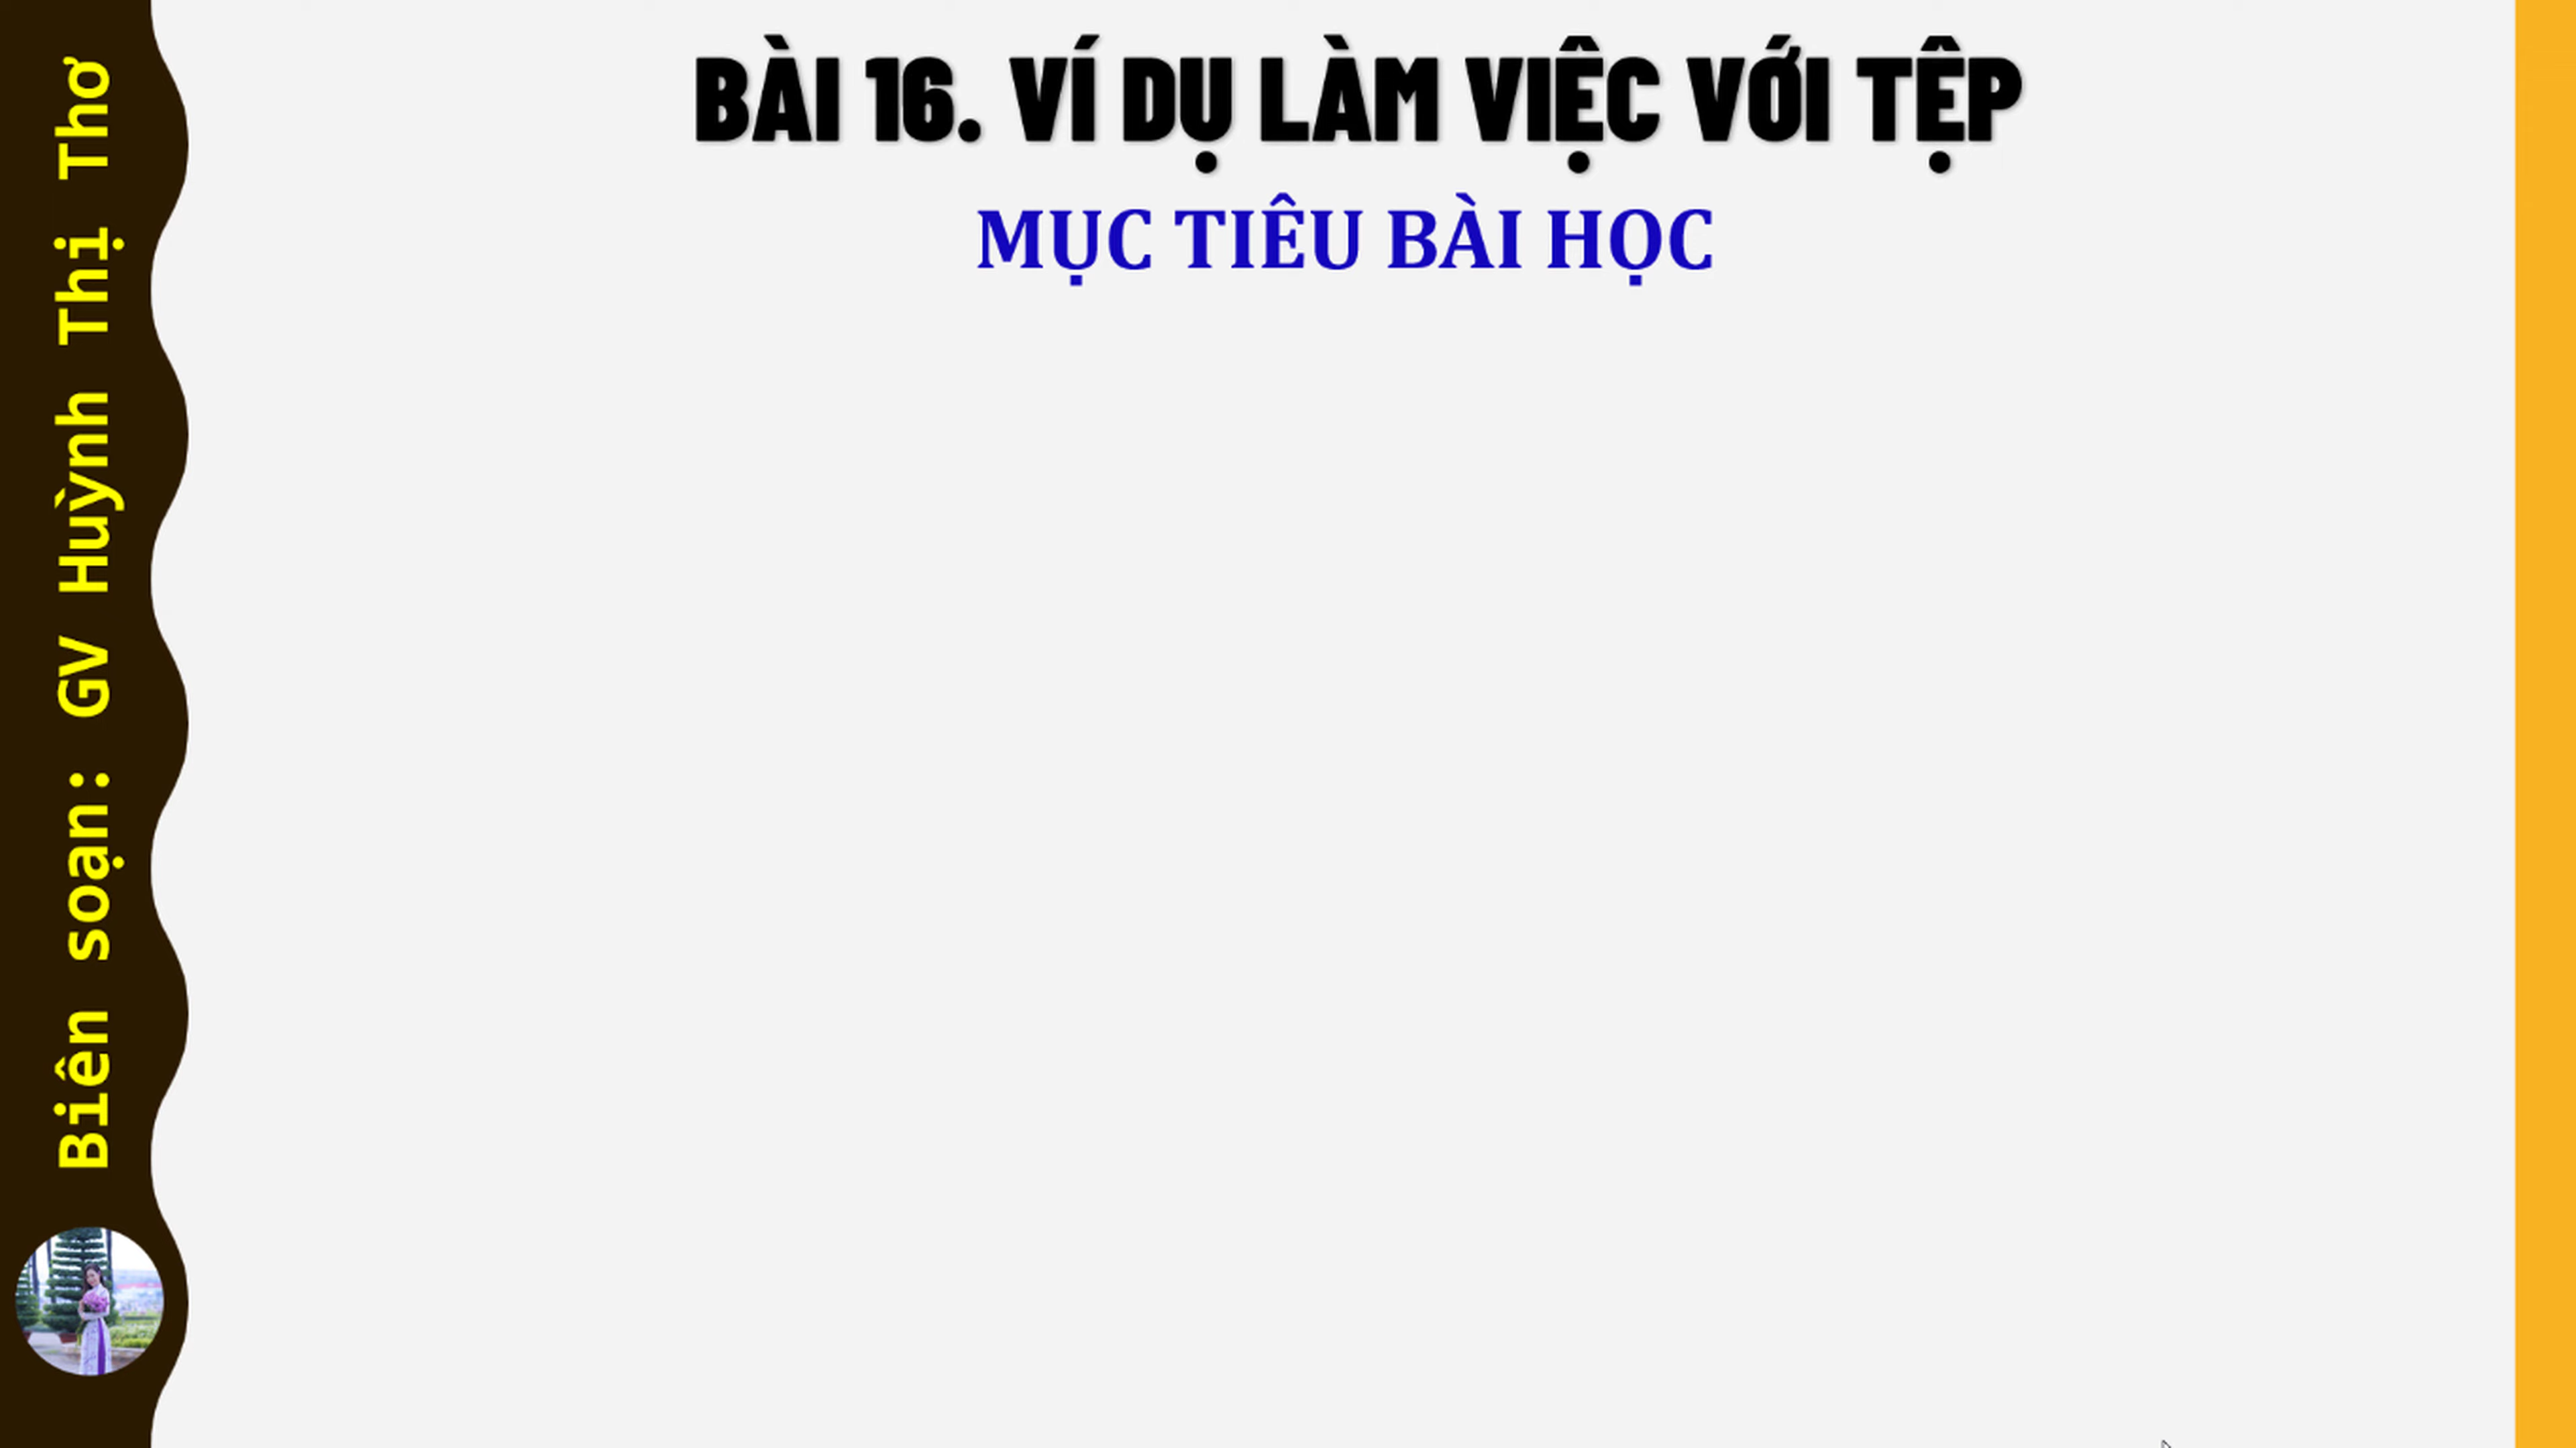 BÀI 16. VÍ DỤ LÀM VIỆC VỚI TỆP
MỤC TIÊU BÀI HỌC
Biên soạn: GV Huỳnh Thị Thơ